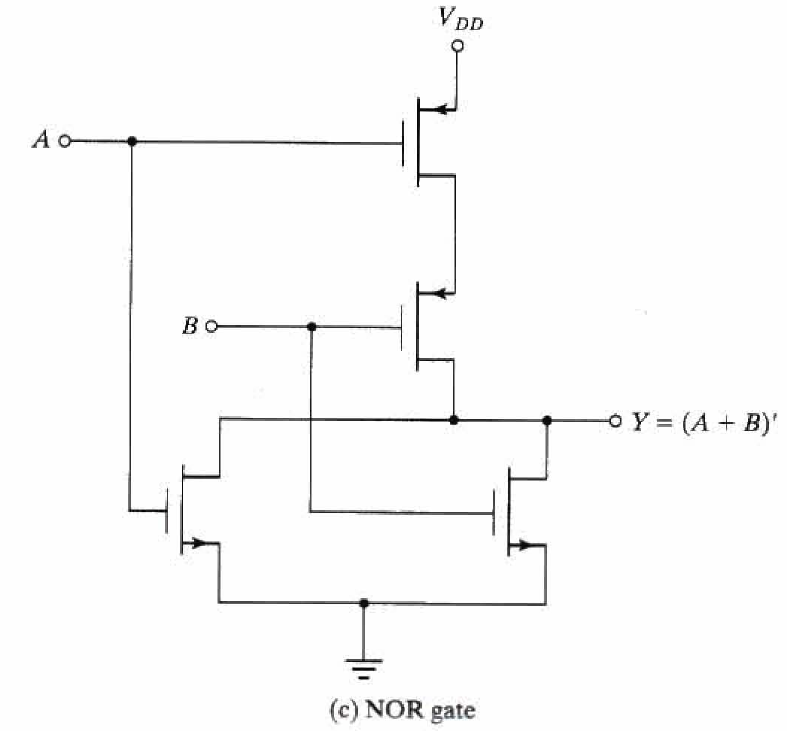 V_DD
A
B
Y = (A + B)'
(c) NOR gate